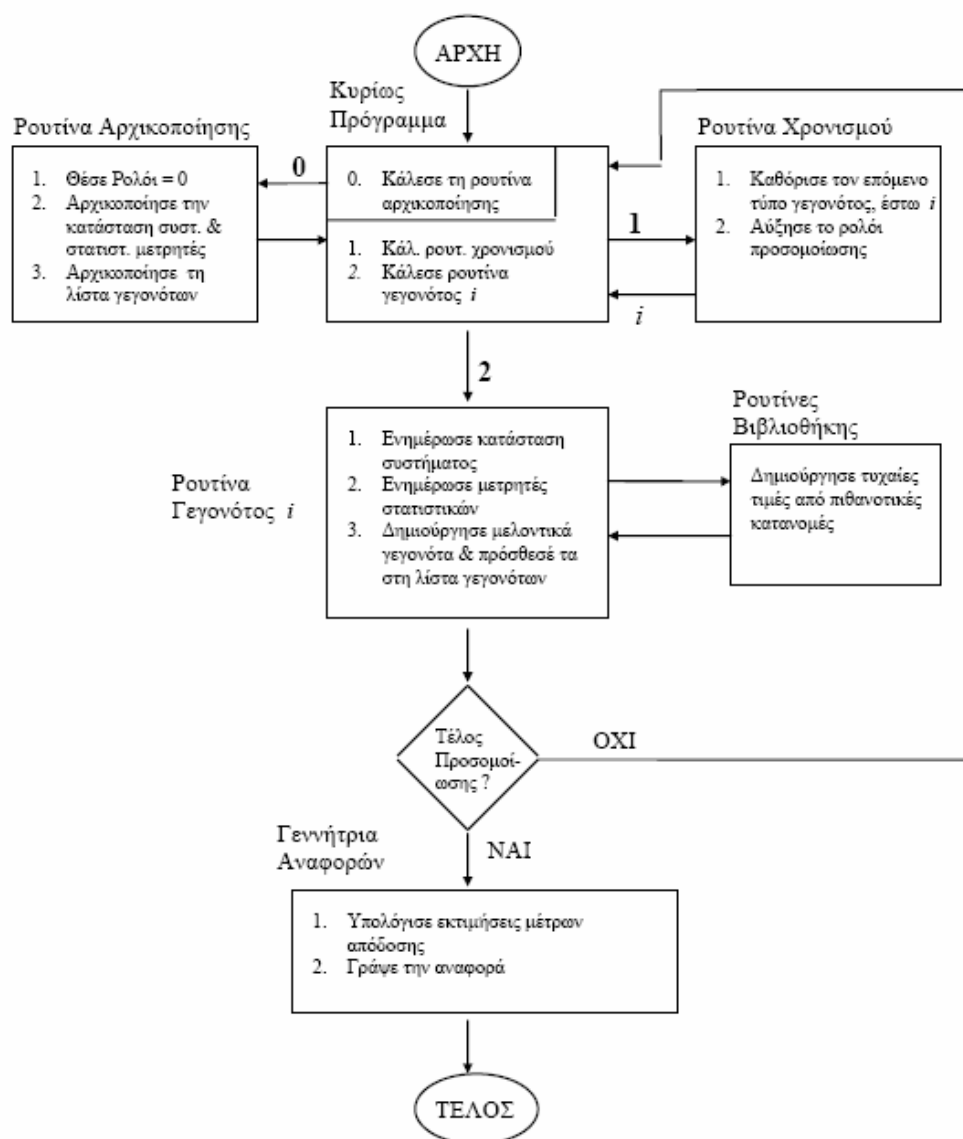 ΑΡΧΗ
Κυρίως
Πρόγραμμα
Ρουτίνα Αρχικοποίησης
1. Θέσε Ρολόι = 0
2. Αρχικοποίησε την
κατάσταση συστ. &
στατιστ. μετρητές
3. Αρχικοποίησε τη
λίστα γεγονότων
0
0. Κάλεσε τη ρουτίνα
αρχικοποίησης
1. Κάλ. ρουτ. χρονισμού
2. Κάλεσε ρουτίνα
γεγονότος i
1
i
Ρουτίνα Χρονισμού
1. Καθόρισε τον επόμενο
τύπο γεγονότος, έστω i
2. Αύξησε το ρολόι
προσομοίωσης
2
Ρουτίνα
Γεγονότος i
1. Ενημέρωσε κατάσταση
συστήματος
2. Ενημέρωσε μετρητές
στατιστικών
3. Δημιούργησε μελοντικά
γεγονότα & πρόσθεσέ τα
στη λίστα γεγονότων
Ρουτίνες
Βιβλιοθήκης
Δημιούργησε τυχαίες
τιμές από πιθανοτικές
κατανομές
Τέλος
Προσομοί-
ωσης ?
ΟΧΙ
ΝΑΙ
Γεννήτρια
Αναφορών
1. Υπολόγισε εκτιμήσεις μέτρων
απόδοσης
2. Γράψε την αναφορά
ΤΕΛΟΣ